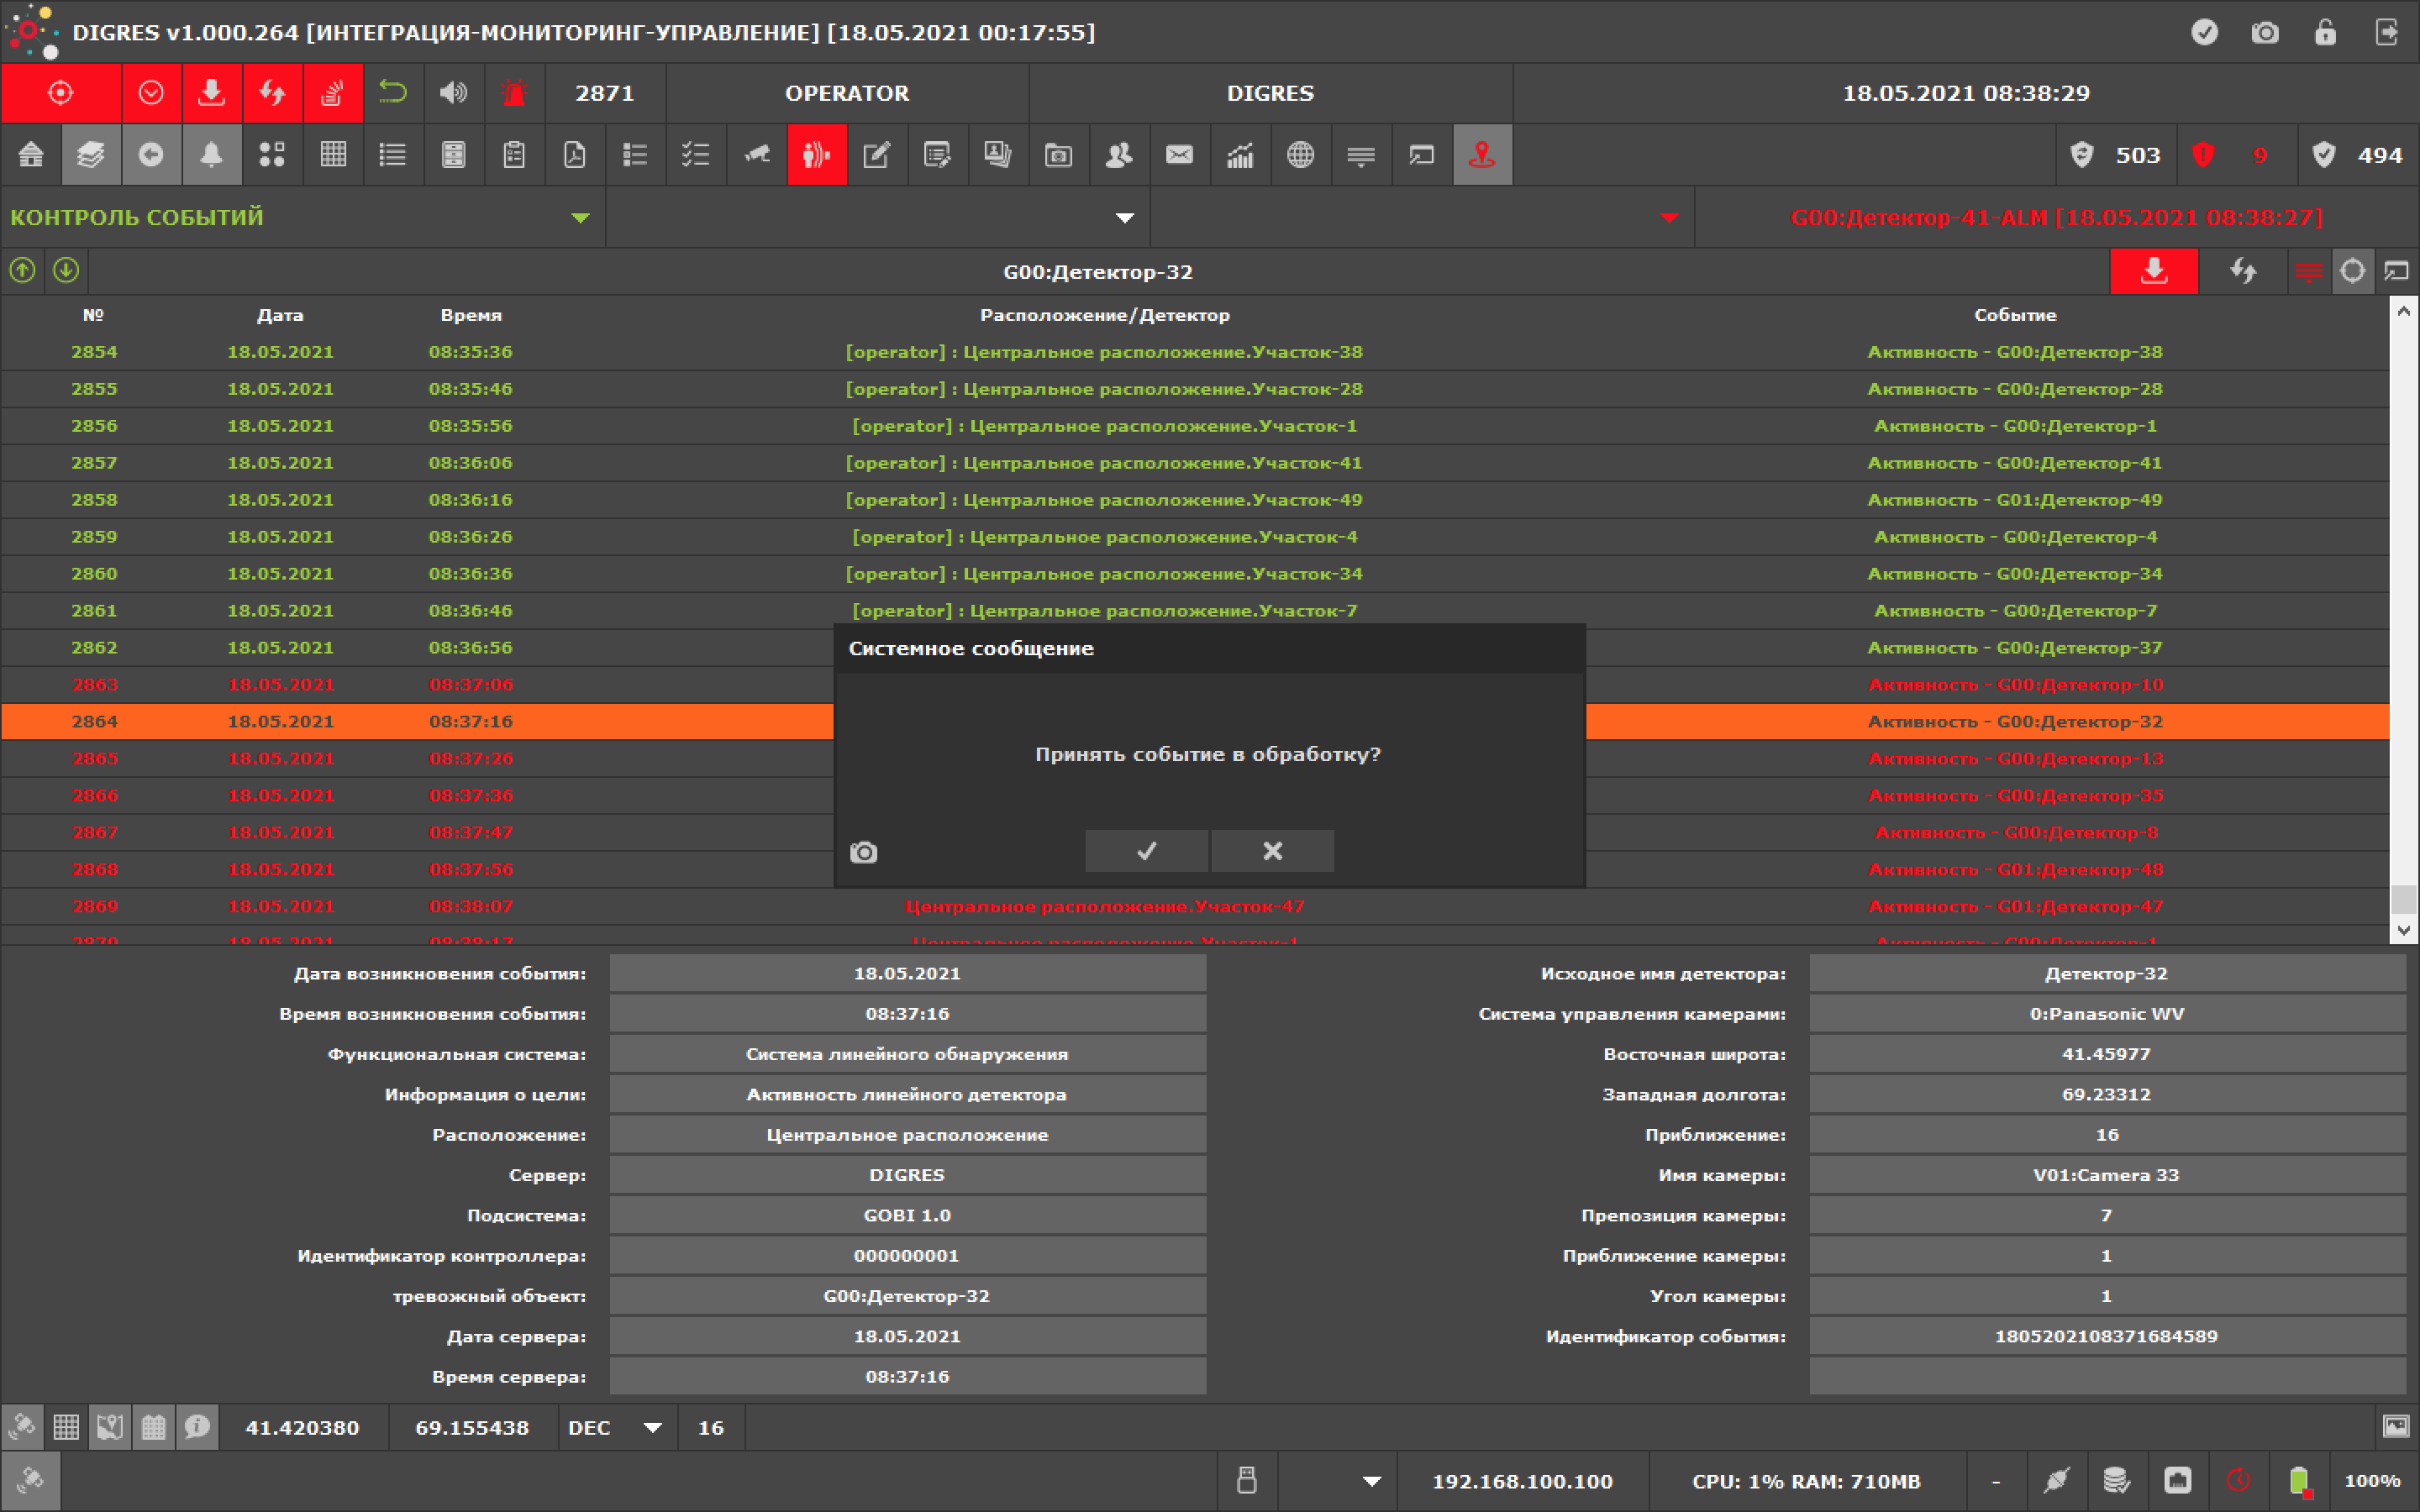 DIGRES v1.000.264 [ИНТЕГРАЦИЯ-МОНИТОРИНГ-УПРАВЛЕНИЕ] [18.05.2021 00:17:55]
2871 OPERATOR DIGRES 18.05.2021 08:38:29
503 9 494
КОНТРОЛЬ СОБЫТИЙ G00:Детектор-41-ALM [18.05.2021 08:38:27]
G00:Детектор-32
№ Дата Время Расположение/Детектор Событие
2854 18.05.2021 08:35:36 [operator] : Центральное расположение.Участок-38 Активность - G00:Детектор-38
2855 18.05.2021 08:35:46 [operator] : Центральное расположение.Участок-28 Активность - G00:Детектор-28
2856 18.05.2021 08:35:56 [operator] : Центральное расположение.Участок-1 Активность - G00:Детектор-1
2857 18.05.2021 08:36:06 [operator] : Центральное расположение.Участок-41 Активность - G00:Детектор-41
2858 18.05.2021 08:36:16 [operator] : Центральное расположение.Участок-49 Активность - G01:Детектор-49
2859 18.05.2021 08:36:26 [operator] : Центральное расположение.Участок-4 Активность - G00:Детектор-4
2860 18.05.2021 08:36:36 [operator] : Центральное расположение.Участок-34 Активность - G00:Детектор-34
2861 18.05.2021 08:36:46 [operator] : Центральное расположение.Участок-7 Активность - G00:Детектор-7
2862 18.05.2021 08:36:56 Активность - G00:Детектор-37
2863 18.05.2021 08:37:06 Активность - G00:Детектор-10
2864 18.05.2021 08:37:16 Активность - G00:Детектор-32
2865 18.05.2021 08:37:26 Активность - G00:Детектор-13
2866 18.05.2021 08:37:36 Активность - G00:Детектор-35
2867 18.05.2021 08:37:47 Активность - G00:Детектор-8
2868 18.05.2021 08:37:56 Активность - G01:Детектор-48
2869 18.05.2021 08:38:07 Центральное расположение.Участок-47 Активность - G01:Детектор-47
2870 18.05.2021 08:38:17 Центральное расположение.Участок-1 Активность - G00:Детектор-1
Системное сообщение
Принять событие в обработку?
Дата возникновения события: 18.05.2021 Исходное имя детектора: Детектор-32
Время возникновения события: 08:37:16 Система управления камерами: 0:Panasonic WV
Функциональная система: Система линейного обнаружения Восточная широта: 41.45977
Информация о цели: Активность линейного детектора Западная долгота: 69.23312
Расположение: Центральное расположение Приближение: 16
Сервер: DIGRES Имя камеры: V01:Camera 33
Подсистема: GOBI 1.0 Препозиция камеры: 7
Идентификатор контроллера: 000000001 Приближение камеры: 1
тревожный объект: G00:Детектор-32 Угол камеры: 1
Дата сервера: 18.05.2021 Идентификатор события: 1805202108371684589
Время сервера: 08:37:16
41.420380 69.155438 DEC 16
192.168.100.100 CPU: 1% RAM: 710MB - 100%